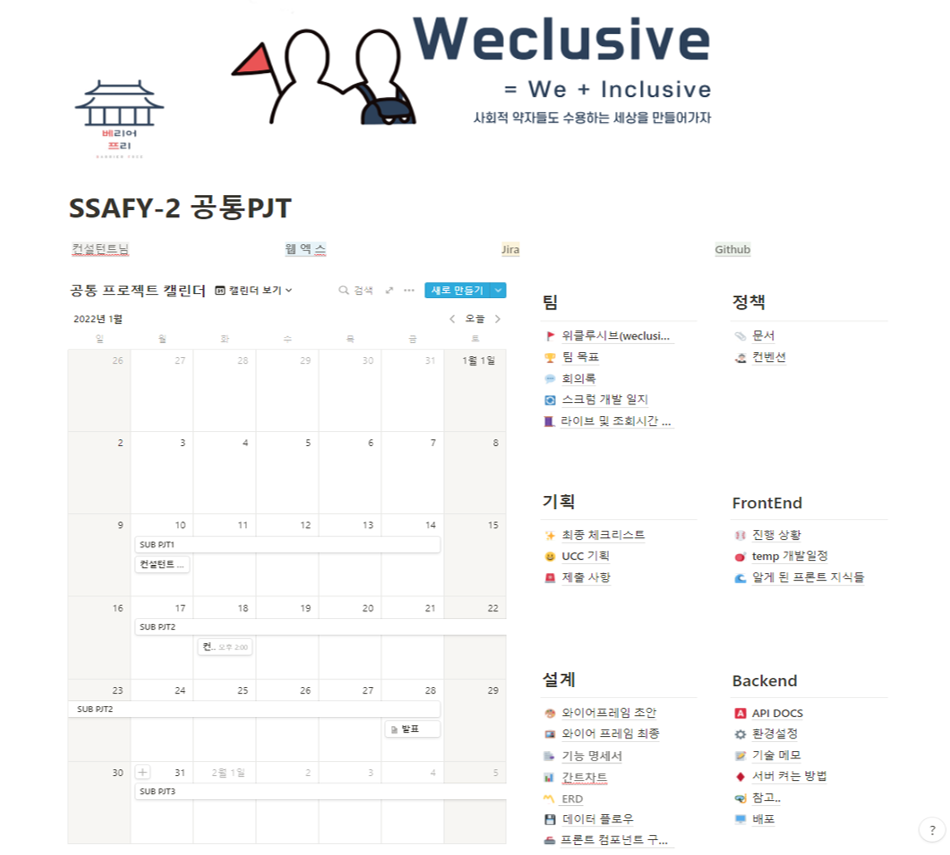 Weclusive
= We + Inclusive
사회적 약자들도 수용하는 세상을 만들어가자
베리어
프리
SSAFY-2 공통PJT
컨설턴트님
웹 엑 스
Jira
Github
공통 프로젝트 캘린더
캘린더 보기
검색
새로 만들기
2022년 1월
오늘
일 월 화 수 목 금 토
26 27 28 29 30 31 1월 1일
2 3 4 5 6 7 8
9 10 11 12 13 14 15
SUB PJT1
컨설턴트 ...
16 17 18 19 20 21 22
SUB PJT2
컨.. 오후 2:00
23 24 25 26 27 28 29
SUB PJT2
발표
30 31 2월 1일 2 3 4 5
SUB PJT3
팀
위클루시브(weclusi...
팀 목표
회의록
스크럼 개발 일지
라이브 및 조회시간 ...
정책
문서
컨벤션
기획
최종 체크리스트
UCC 기획
제출 사항
FrontEnd
진행 상황
temp 개발일정
알게 된 프론트 지식들
설계
와이어프레임 조안
와이어 프레임 최종
기능 명세서
간트차트
ERD
데이터 플로우
프론트 컴포넌트 구...
Backend
API DOCS
환경설정
기술 메모
서버 켜는 방법
참고..
배포
?